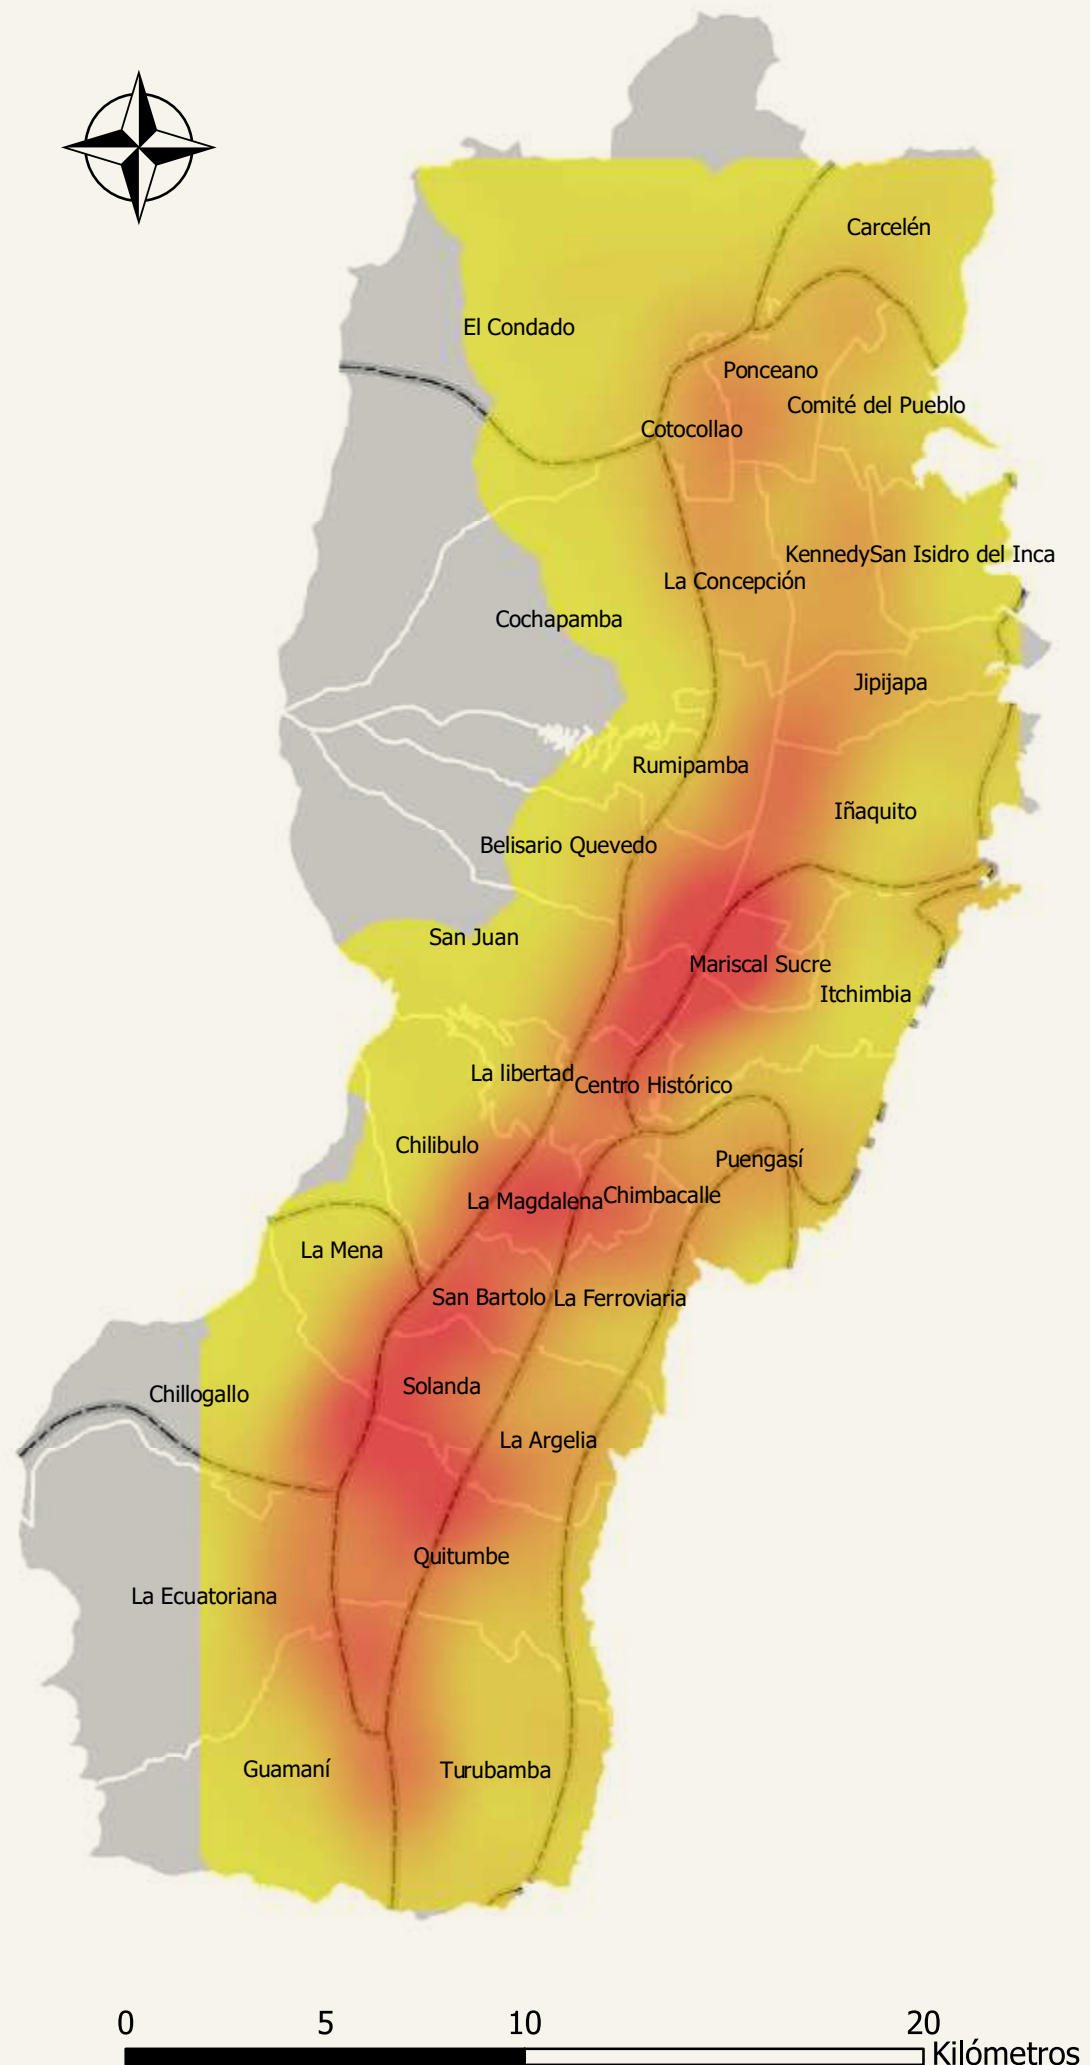 Carcelén
El Condado
Ponceano
Comité del Pueblo
Cotocollao
KennedySan Isidro del Inca
La Concepción
Cochapamba
Jipijapa
Rumipamba
Iñaquito
Belisario Quevedo
San Juan
Mariscal Sucre
Itchimbia
La libertad
Centro Histórico
Chilibulo
Puengasí
La Magdalena
Chimbacalle
La Mena
San Bartolo
La Ferroviaria
Solanda
Chillogallo
La Argelia
Quitumbe
La Ecuatoriana
Guamaní
Turubamba
0 5 10 20
Kilómetros